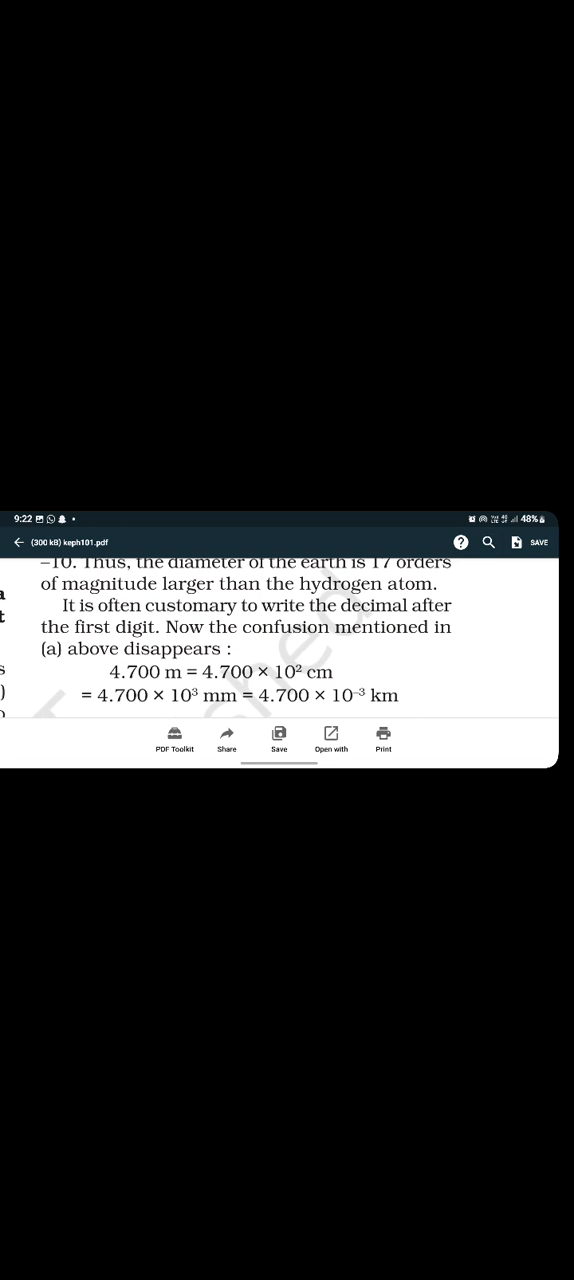 9:22
48%
(300 kB) keph101.pdf
SAVE
–10. Thus, the diameter of the earth is 17 orders
of magnitude larger than the hydrogen atom.
It is often customary to write the decimal after
the first digit. Now the confusion mentioned in
(a) above disappears :
4.700 m = 4.700 × 10² cm
= 4.700 × 10³ mm = 4.700 × 10⁻³ km
PDF Toolkit Share Save Open with Print